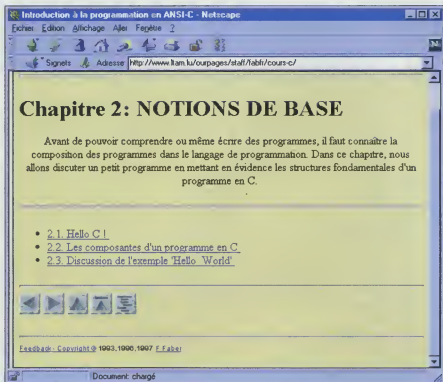 Introduction à la programmation en ANSI-C - Netscape
Fichier Édition Affichage Aller Fenêtre ?
Signets Adresse http://www.ltam.lu/ourpages/staff/fabfr/cours-c/
Chapitre 2: NOTIONS DE BASE
Avant de pouvoir comprendre ou même écrire des programmes, il faut connaître la
composition des programmes dans le langage de programmation. Dans ce chapitre, nous
allons discuter un petit programme en mettant en évidence les structures fondamentales d'un
programme en C.
2.1. Hello C !
2.2. Les composantes d'un programme en C
2.3. Discussion de l'exemple 'Hello_World'
Feedback - Copyright © 1993,1996,1997 F.Faber
Document: chargé